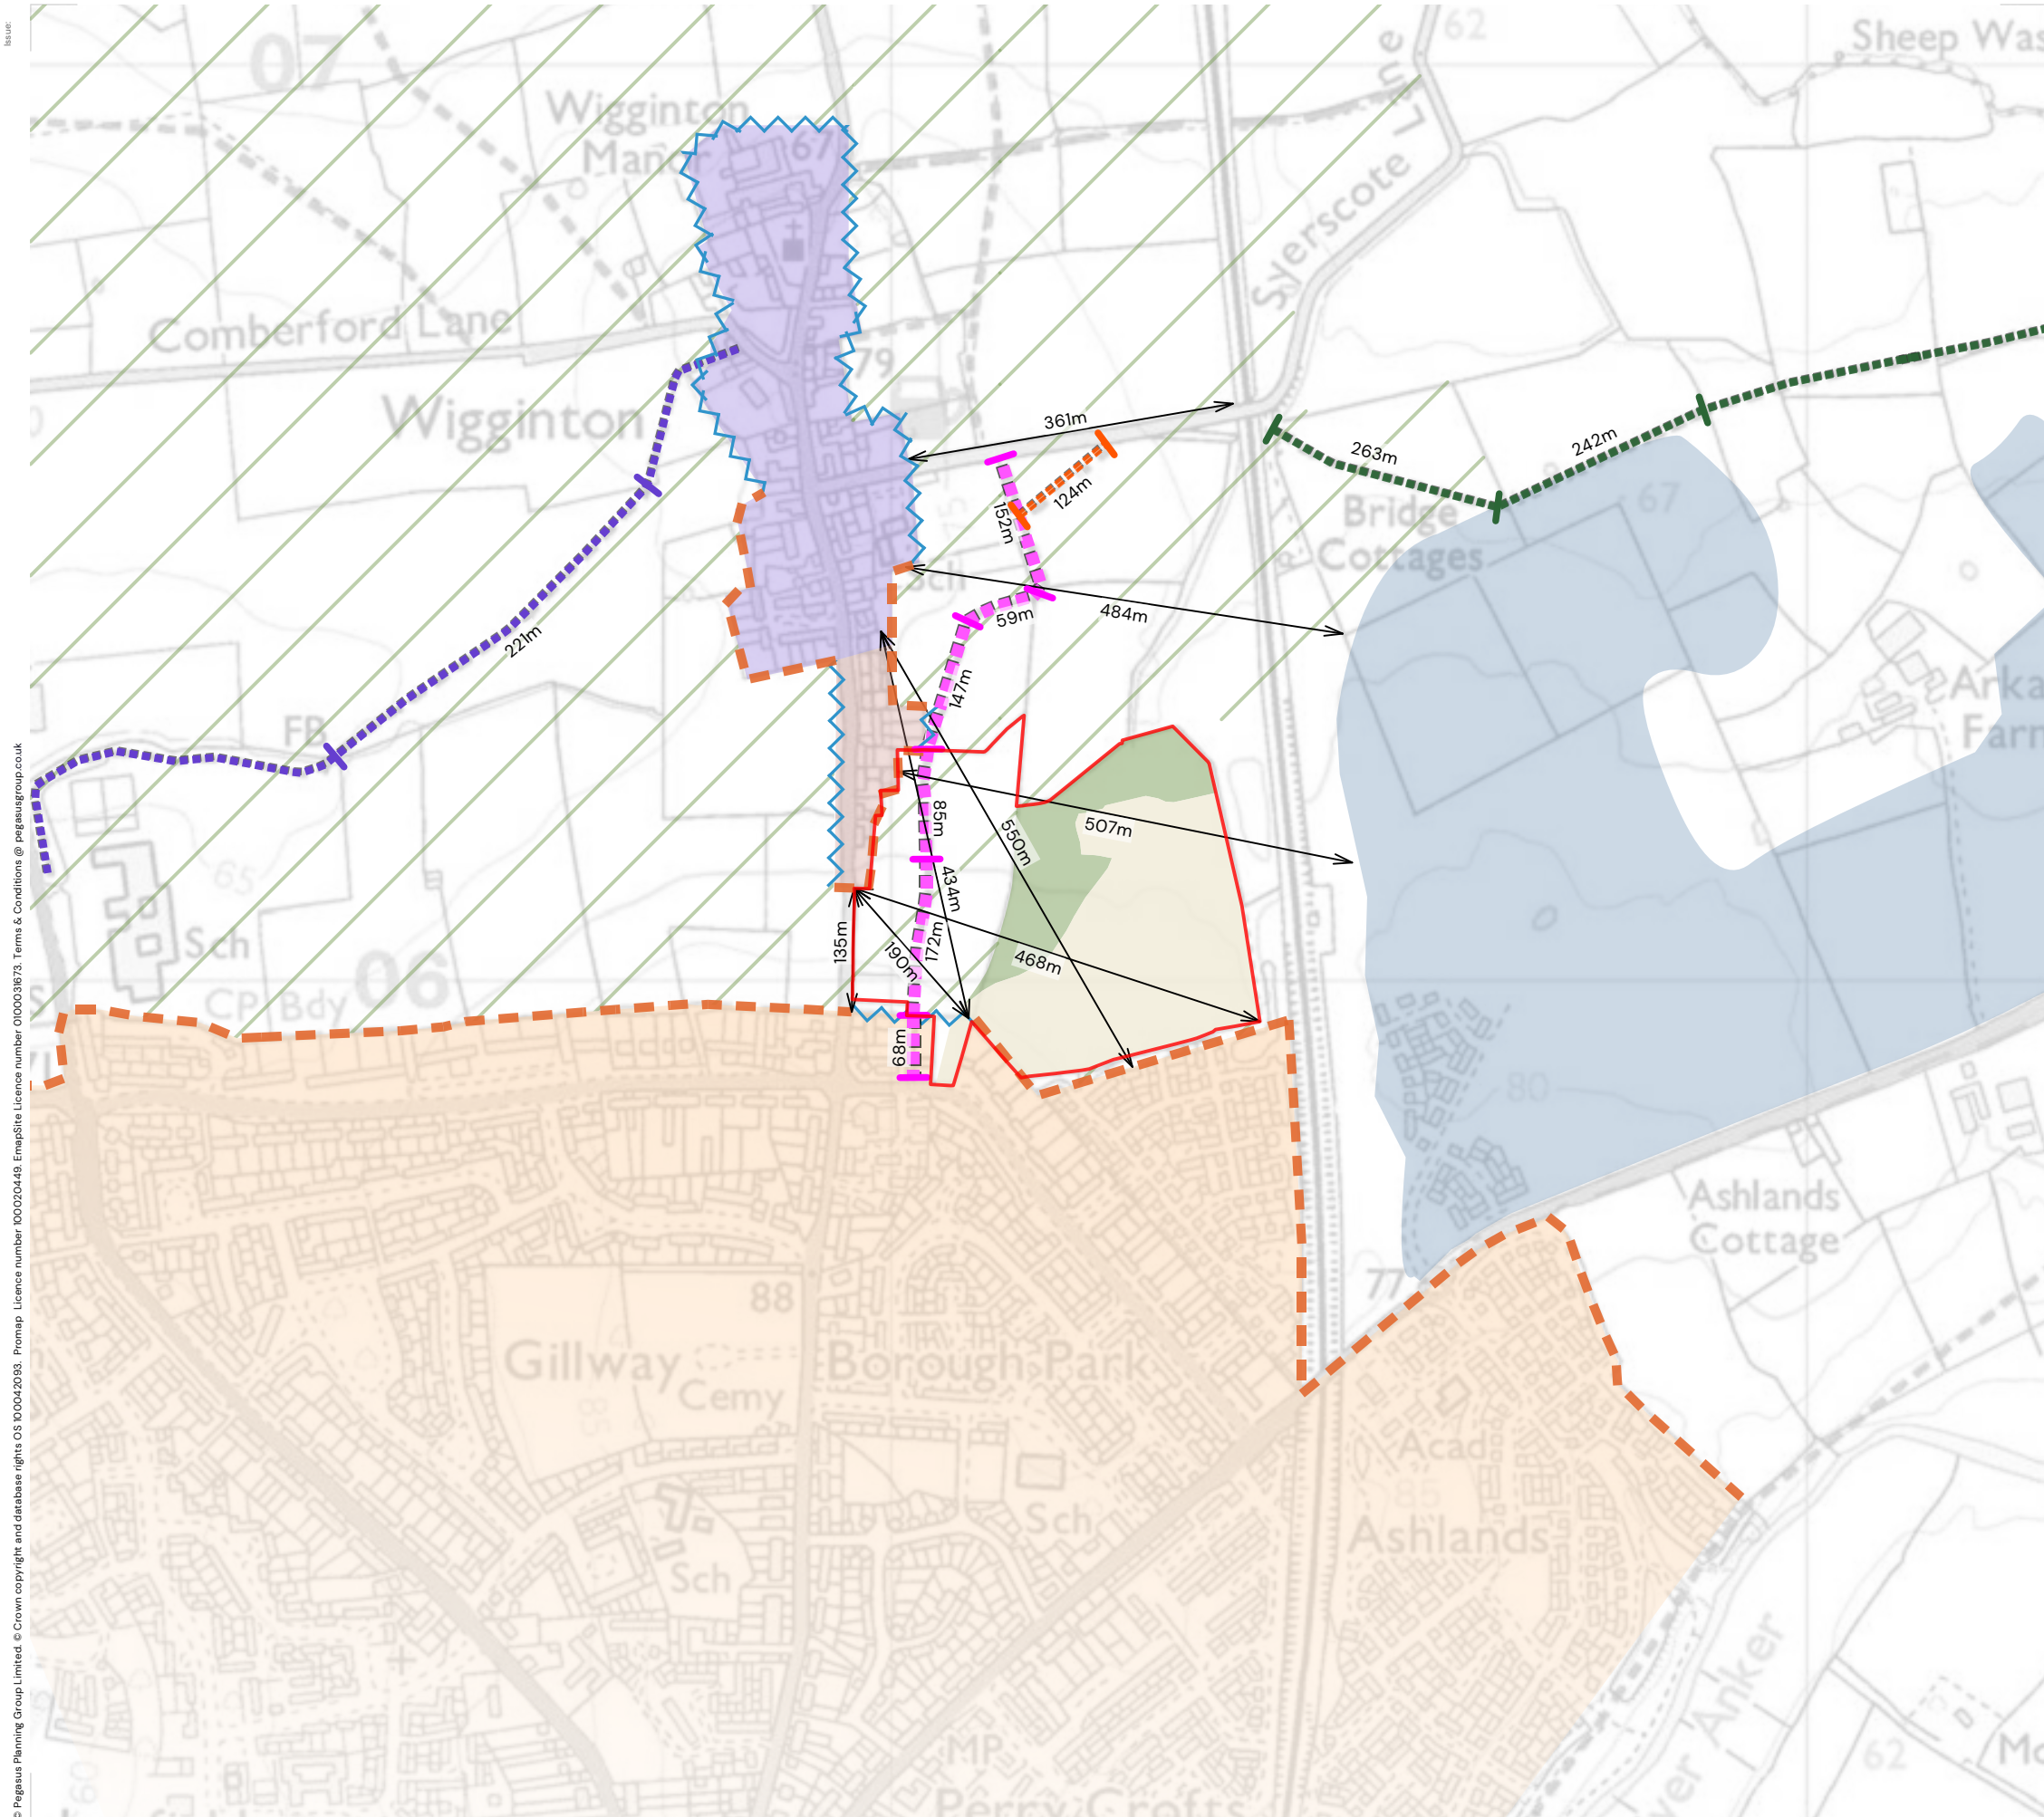 Issue:
© Pegasus Planning Group Limited. © Crown copyright and database rights OS 100042093. Promap Licence number 100020449. EmapSite Licence number 0100031673. Terms & Conditions @ pegasusgroup.co.uk
62
Sheep Was
07
Wigginton
Manor
67
Syerscote Lane
Comberford Lane
79
Wigginton
361m
263m
242m
124m
152m
67
Bridge
Cottages
Sch
59m
484m
221m
147m
Arka
Farm
FB
85m
507m
550m
434m
Sch
135m
190m
172m
468m
CP Bdy
06
68m
80
Ashlands
Cottage
77
88
Gillway
Cemy
Borough Park
Acad
Sch
85
Ashlands
Sch
MP
Perry Crofts
River Anker
62
60